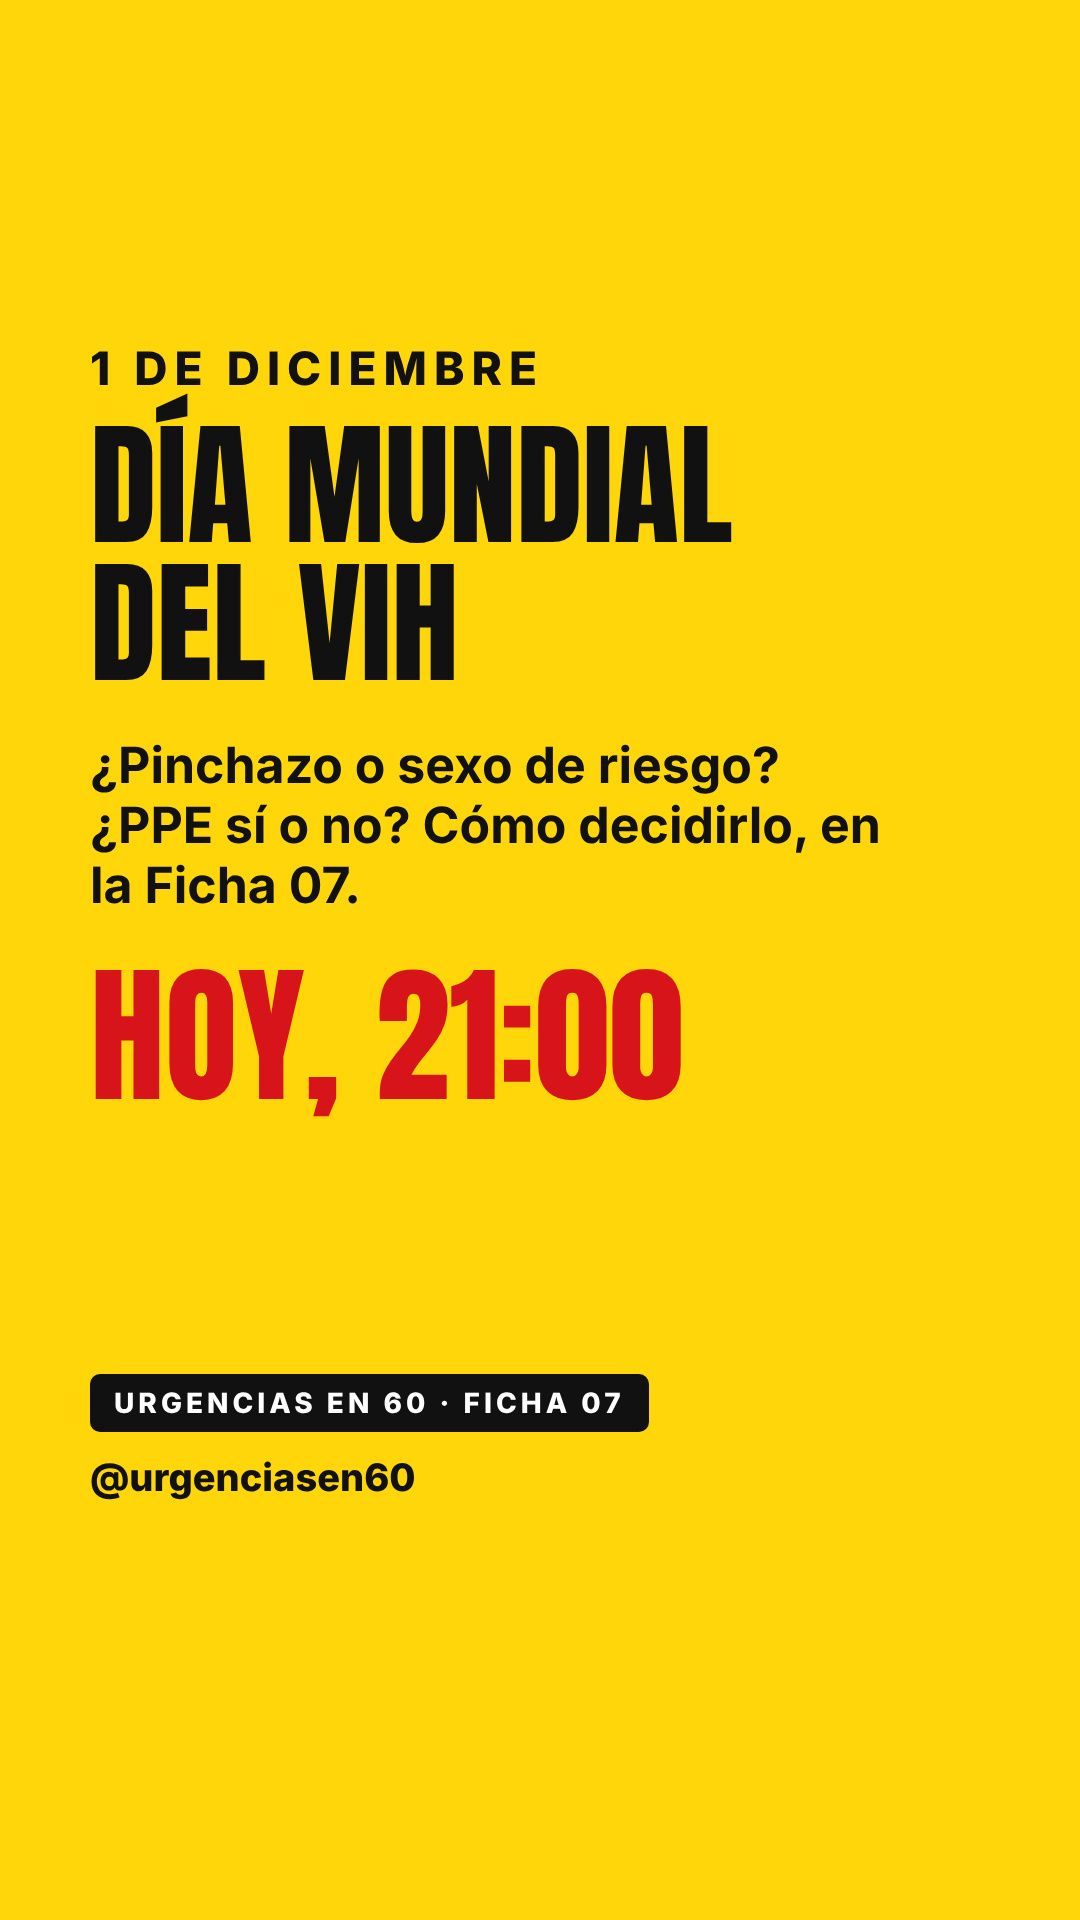 1 DE DICIEMBRE
DÍA MUNDIAL
DEL VIH
¿Pinchazo o sexo de riesgo?
¿PPE sí o no? Cómo decidirlo, en
la Ficha 07.
HOY, 21:00
URGENCIAS EN 60 · FICHA 07
@urgenciasen60